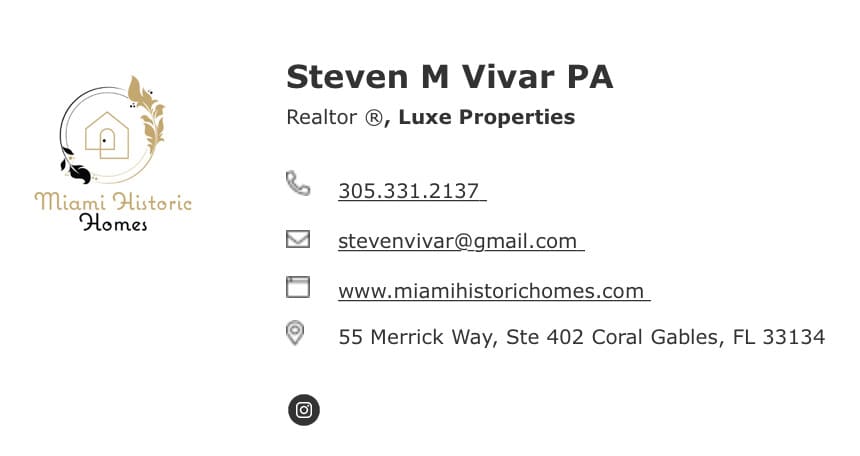 Miami Historic
Homes
Steven M Vivar PA
Realtor ®, Luxe Properties
305.331.2137
stevenvivar@gmail.com
www.miamihistorichomes.com
55 Merrick Way, Ste 402 Coral Gables, FL 33134